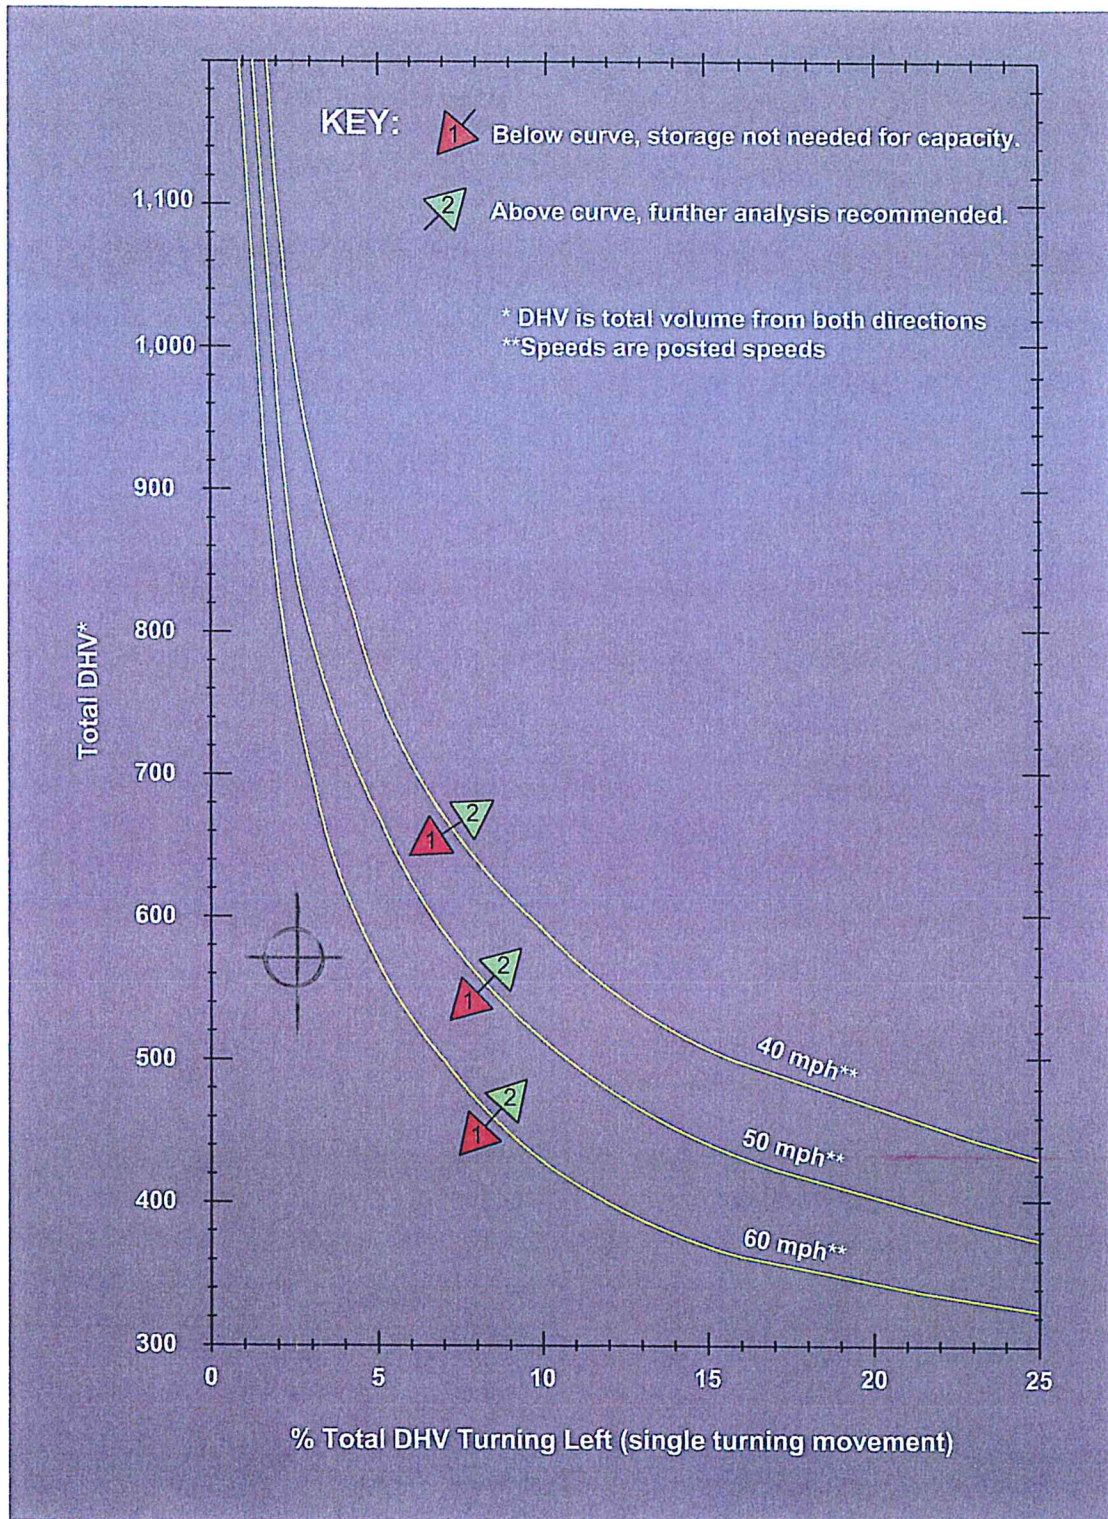 KEY:
1 Below curve, storage not needed for capacity.
2 Above curve, further analysis recommended.
* DHV is total volume from both directions
**Speeds are posted speeds
1,100
1,000
900
800
700
600
500
400
300
Total DHV*
2
1
2
1
2
1
40 mph**
50 mph**
60 mph**
0 5 10 15 20 25
% Total DHV Turning Left (single turning movement)